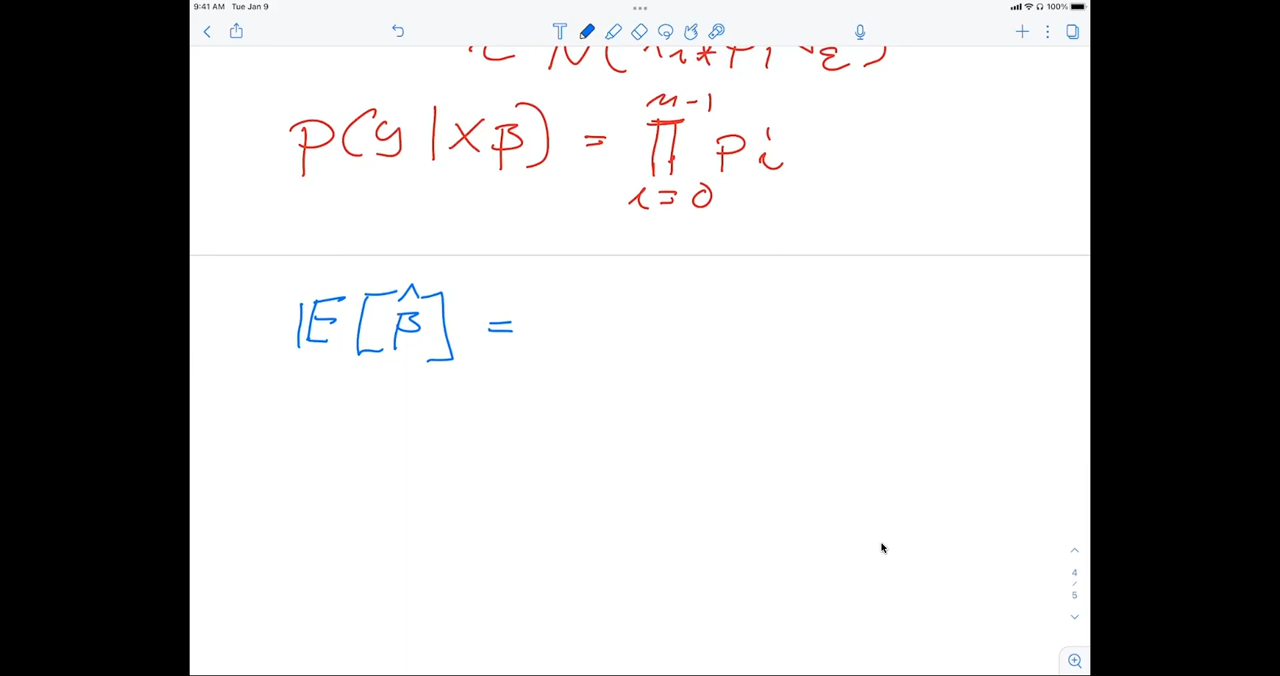 9:41 AM Tue Jan 9
100%
p(y|Xβ) = ∏ pi
n-1
i=0
𝔼[β̂] =
4
/
5